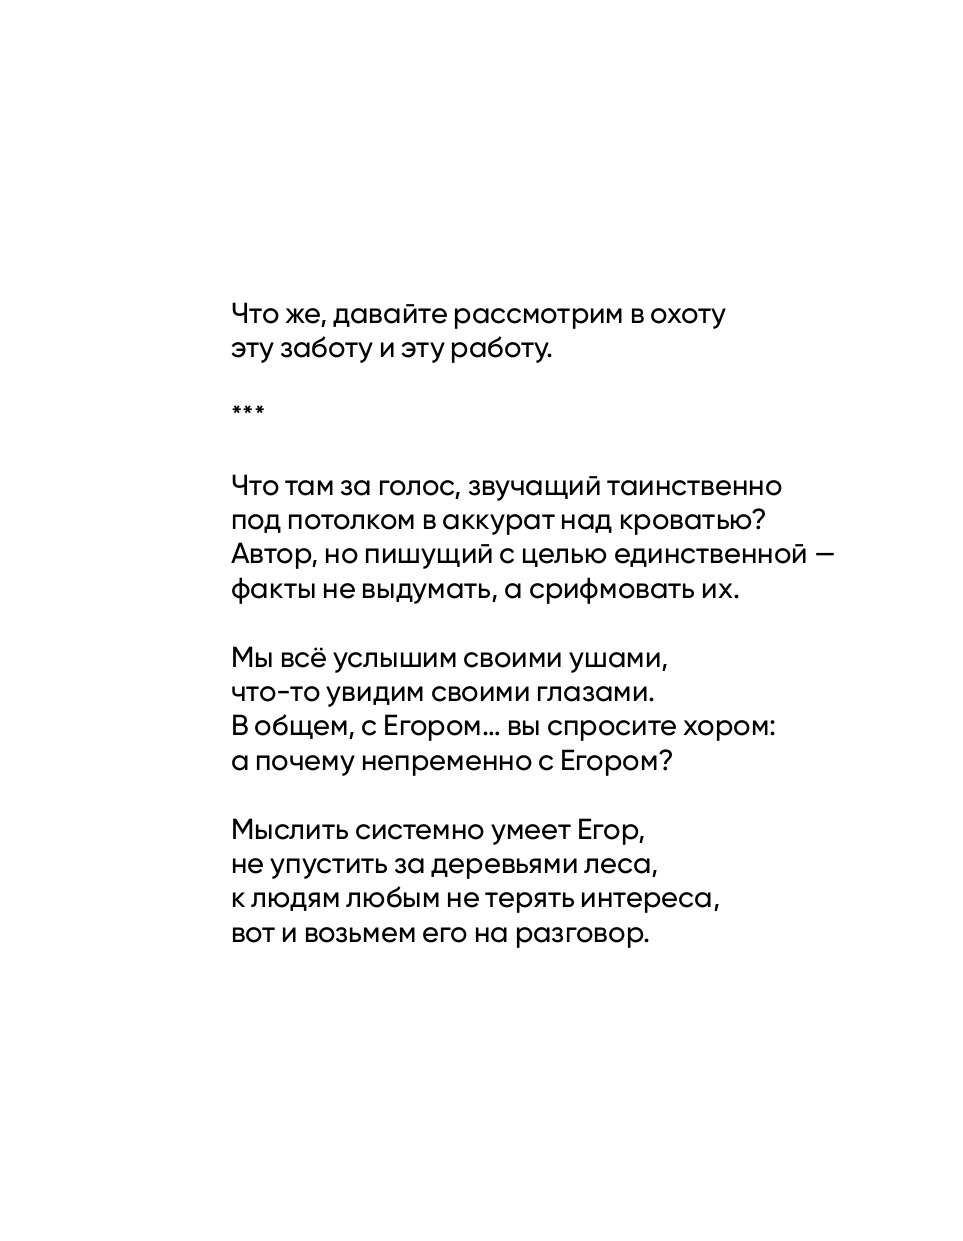 Что же, давайте рассмотрим в охоту
эту заботу и эту работу.
***
Что там за голос, звучащий таинственно
под потолком в аккурат над кроватью?
Автор, но пишущий с целью единственной —
факты не выдумать, а срифмовать их.
Мы всё услышим своими ушами,
что-то увидим своими глазами.
В общем, с Егором... вы спросите хором:
а почему непременно с Егором?
Мыслить системно умеет Егор,
не упустить за деревьями леса,
к людям любым не терять интереса,
вот и возьмем его на разговор.